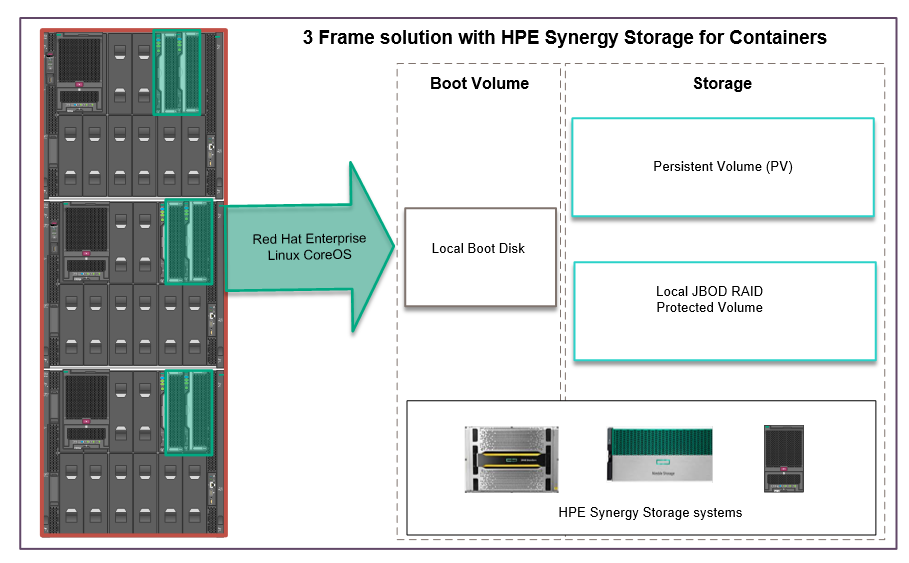 3 Frame solution with HPE Synergy Storage for Containers
Boot Volume
Storage
Persistent Volume (PV)
Red Hat Enterprise
Linux CoreOS
Local Boot Disk
Local JBOD RAID
Protected Volume
HPE Synergy Storage systems